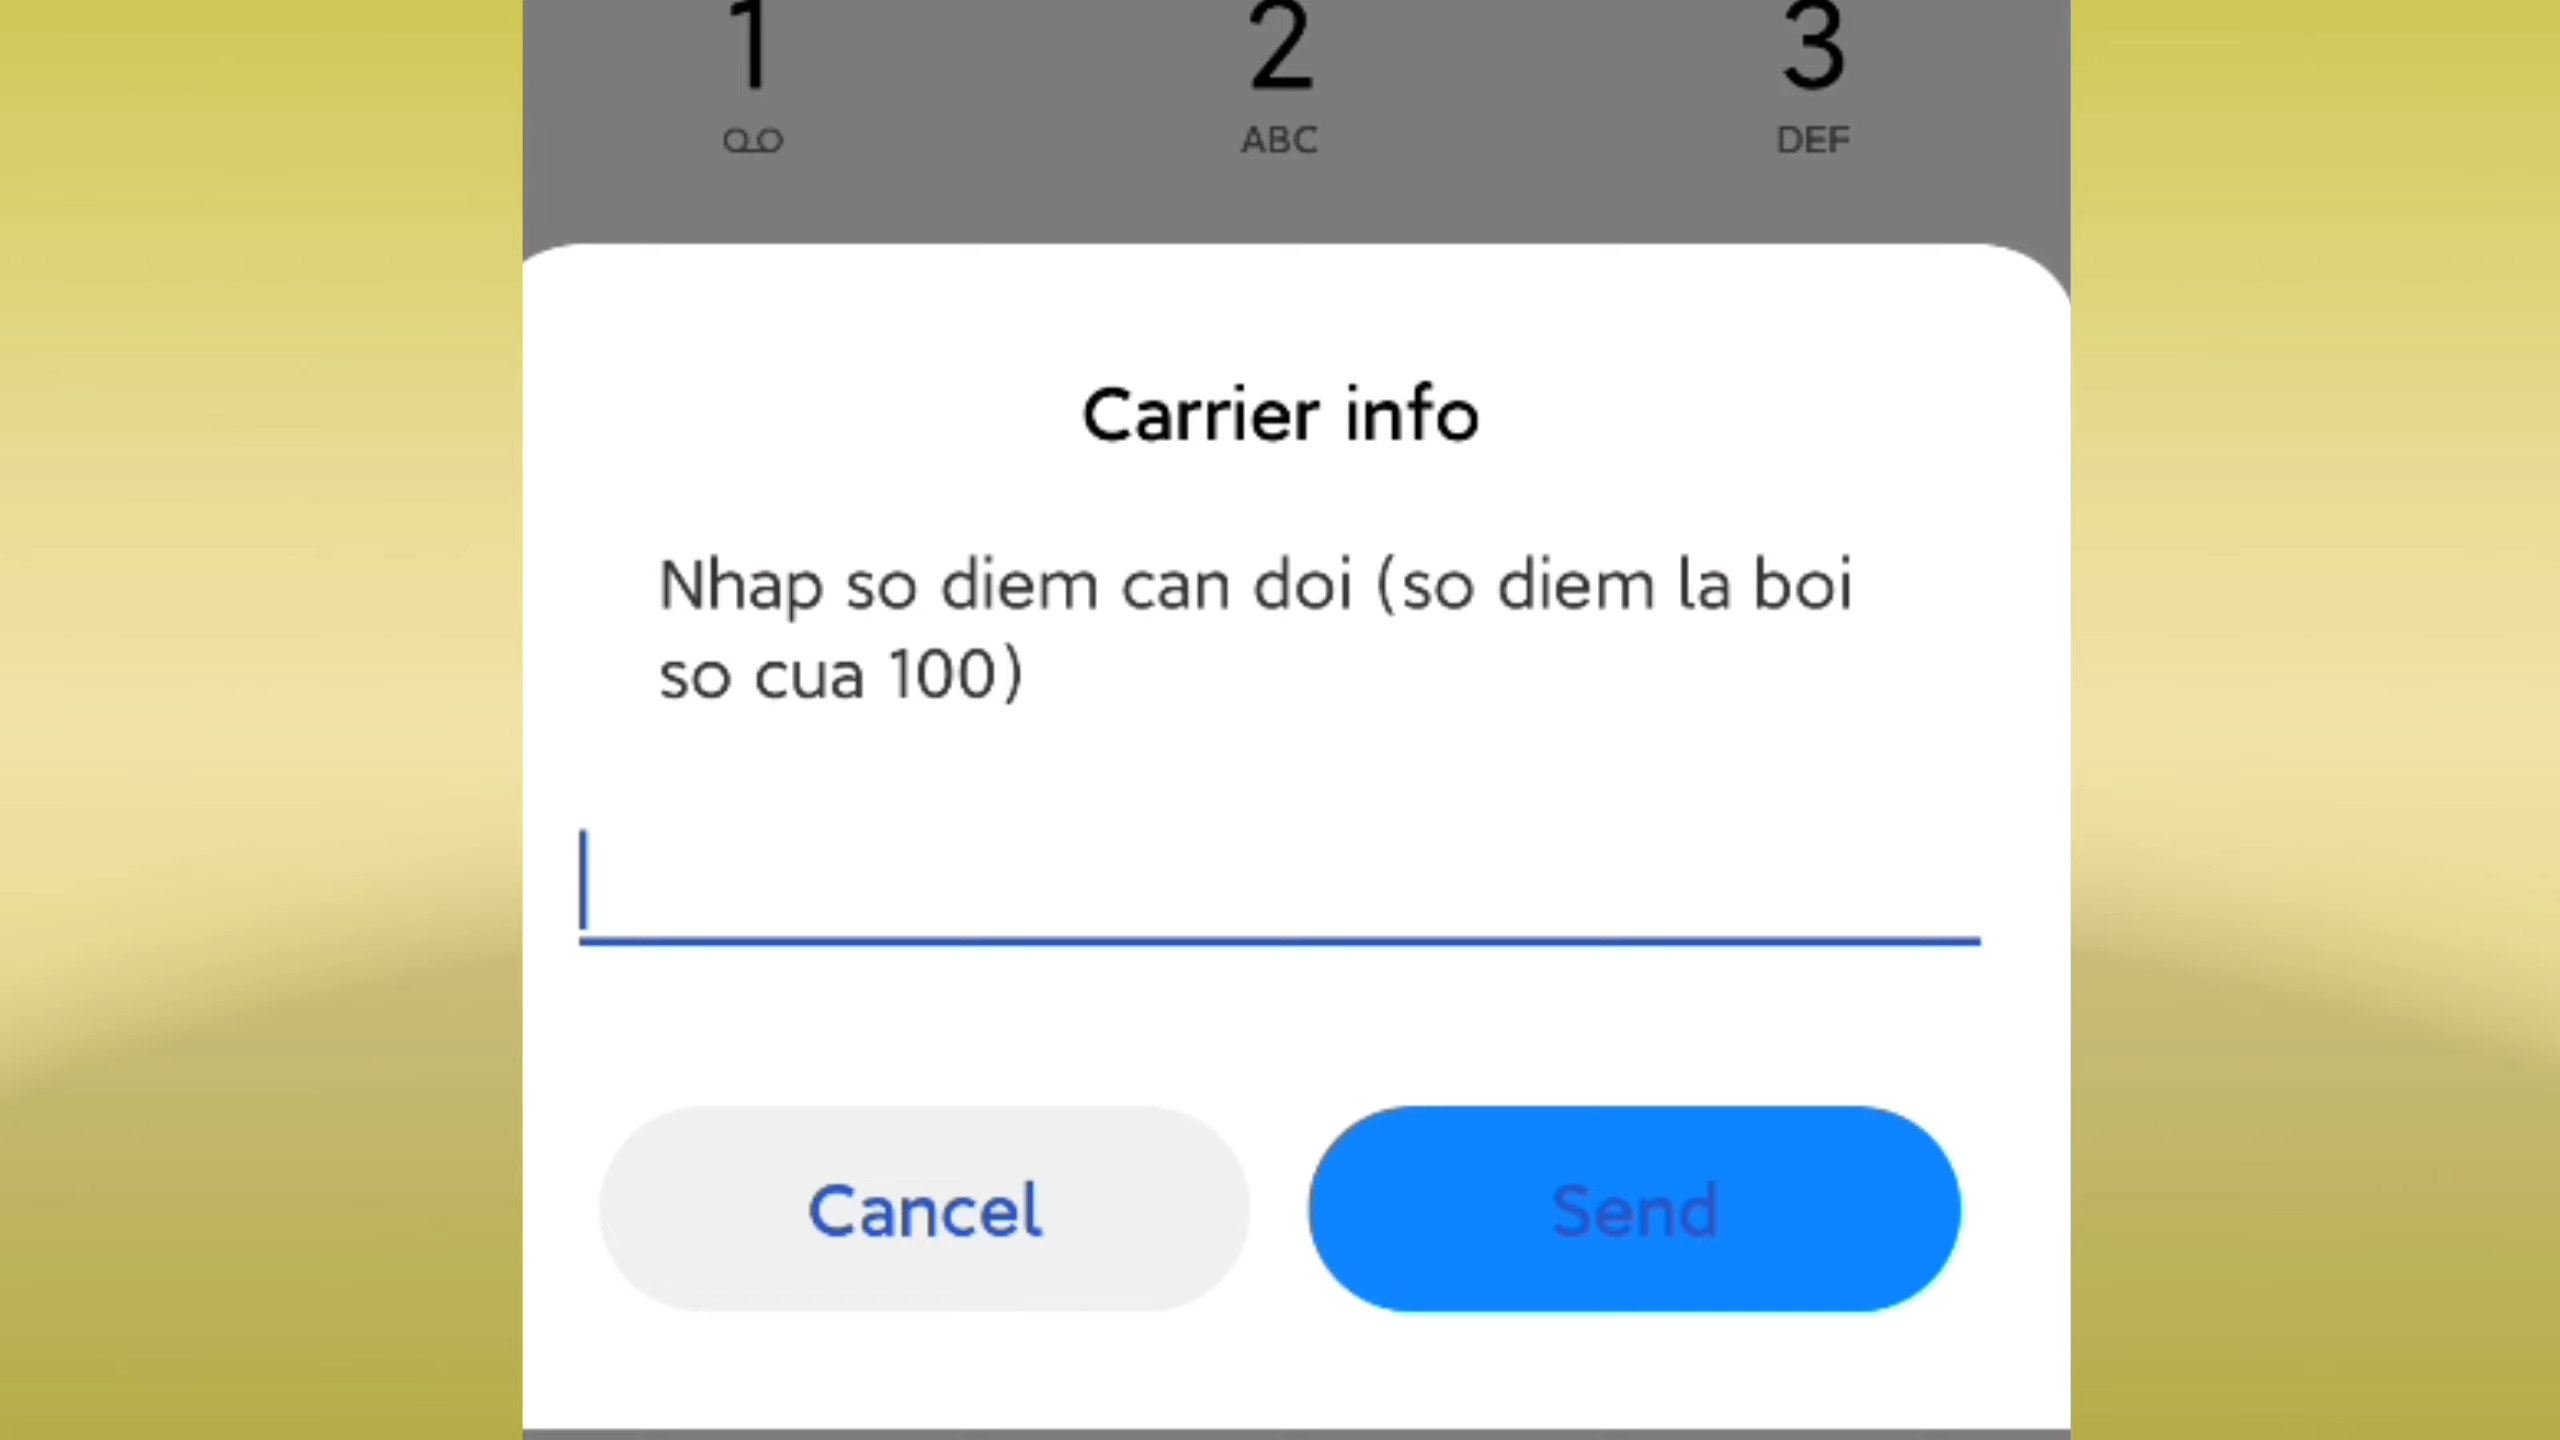 1 2 3
ABC DEF
Carrier info
Nhap so diem can doi (so diem la boi
so cua 100)
Cancel Send